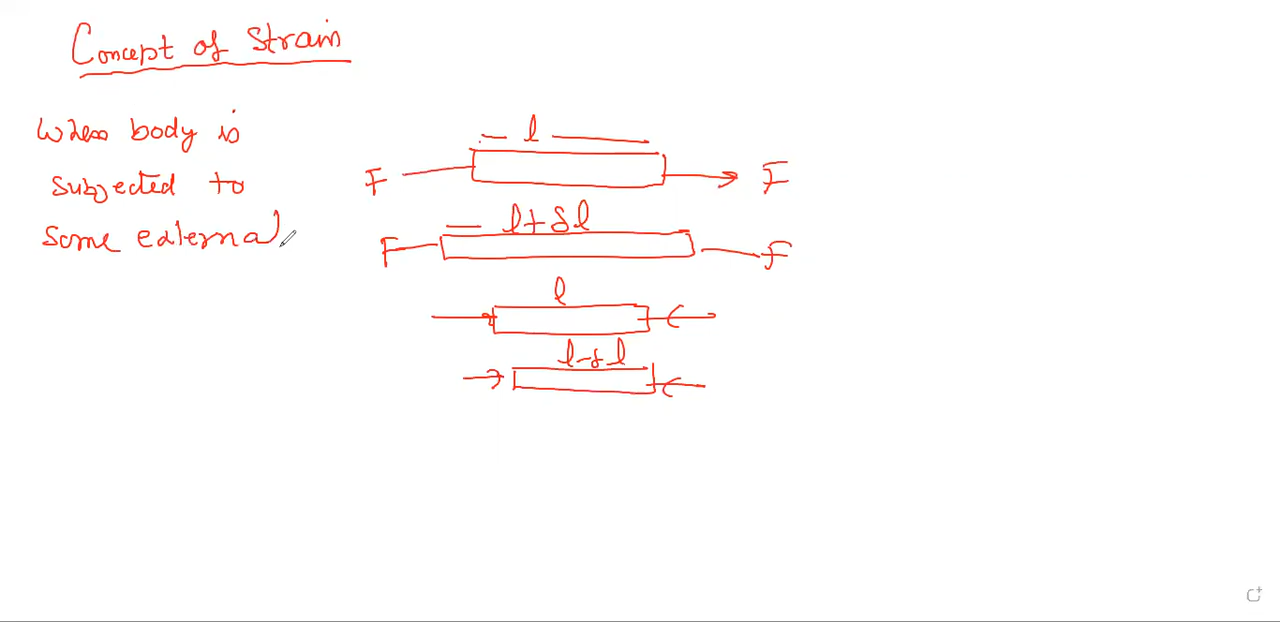 Concept of Strain
When body is
subjected to
some external
l
F F
l+δl
F F
l
l-δl